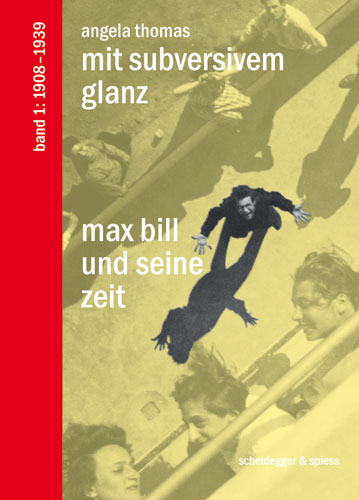 band 1: 1908–1939
angela thomas
mit subversivem
glanz
max bill
und seine
zeit
scheidegger & spiess